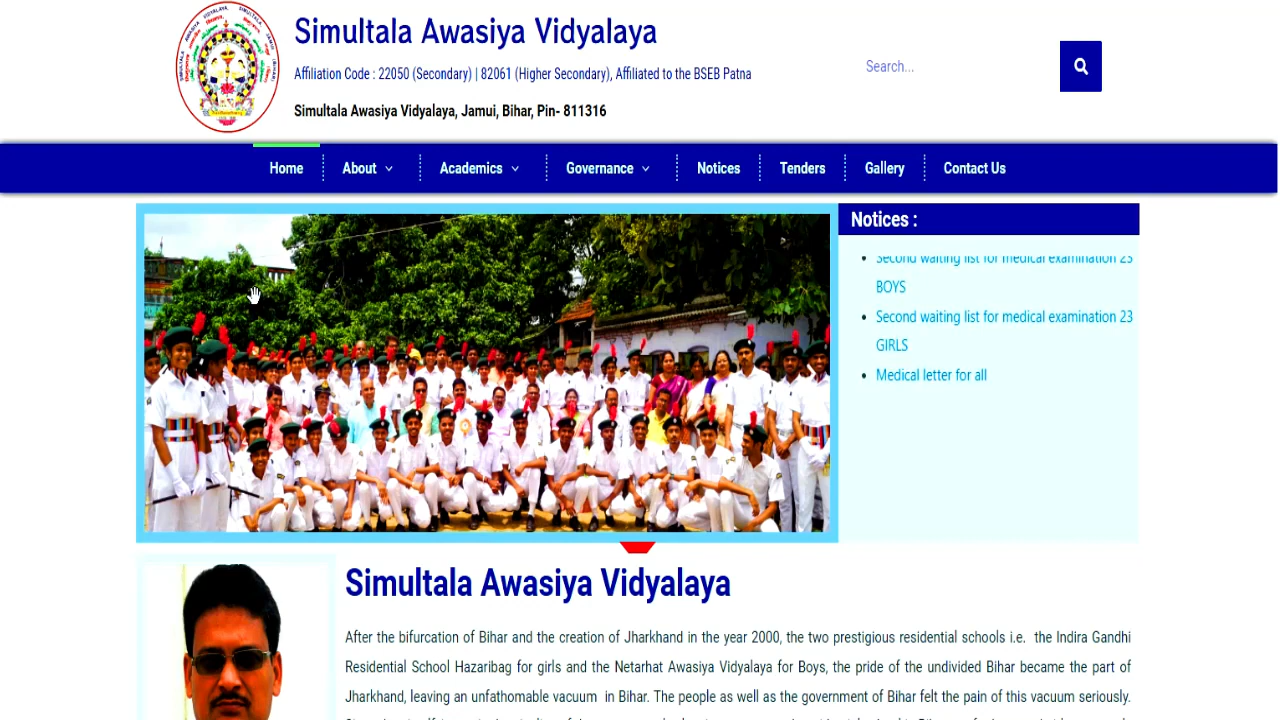 Simultala Awasiya Vidyalaya
Affiliation Code : 22050 (Secondary) | 82061 (Higher Secondary), Affiliated to the BSEB Patna
Simultala Awasiya Vidyalaya, Jamui, Bihar, Pin- 811316
Search...
Home
About
Academics
Governance
Notices
Tenders
Gallery
Contact Us
Notices :
Second waiting list for medical examination 23
BOYS
Second waiting list for medical examination 23
GIRLS
Medical letter for all
Simultala Awasiya Vidyalaya
After the bifurcation of Bihar and the creation of Jharkhand in the year 2000, the two prestigious residential schools i.e. the Indira Gandhi
Residential School Hazaribag for girls and the Netarhat Awasiya Vidyalaya for Boys, the pride of the undivided Bihar became the part of
Jharkhand, leaving an unfathomable vacuum in Bihar. The people as well as the government of Bihar felt the pain of this vacuum seriously.